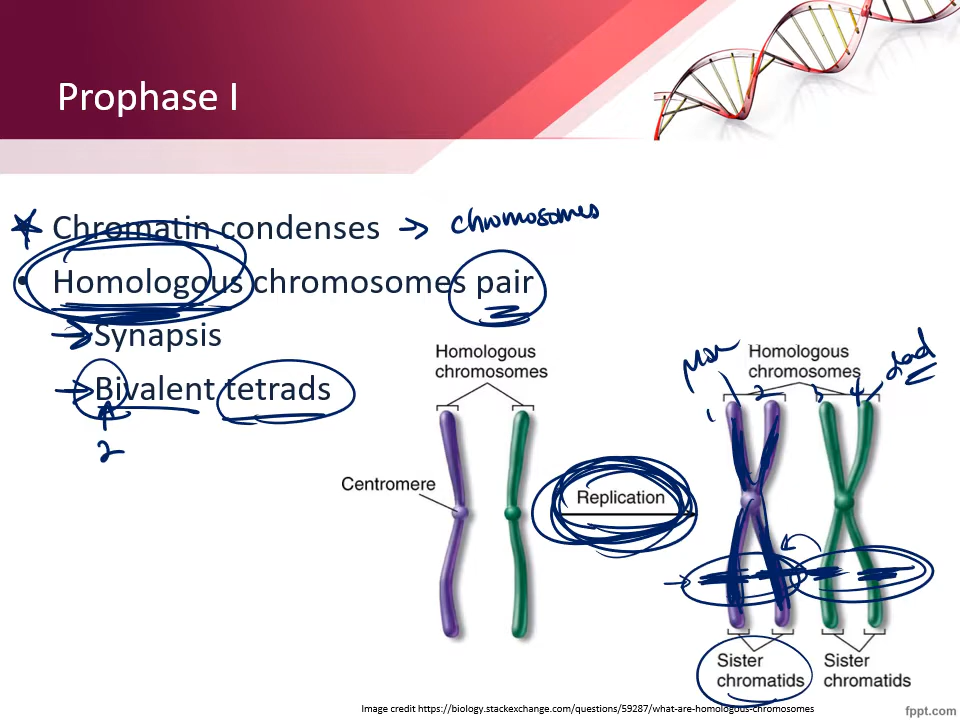 Prophase I
Chromatin condenses → chromosomes
• Homologous chromosomes pair
→ Synapsis
→ Bivalent tetrads
2
Homologous
chromosomes
Centromere
Replication
mom
Homologous
chromosomes
dad
1 2 3 4
Sister
chromatids
Sister
chromatids
Image credit https://biology.stackexchange.com/questions/59287/what-are-homologous-chromosomes
fppt.com